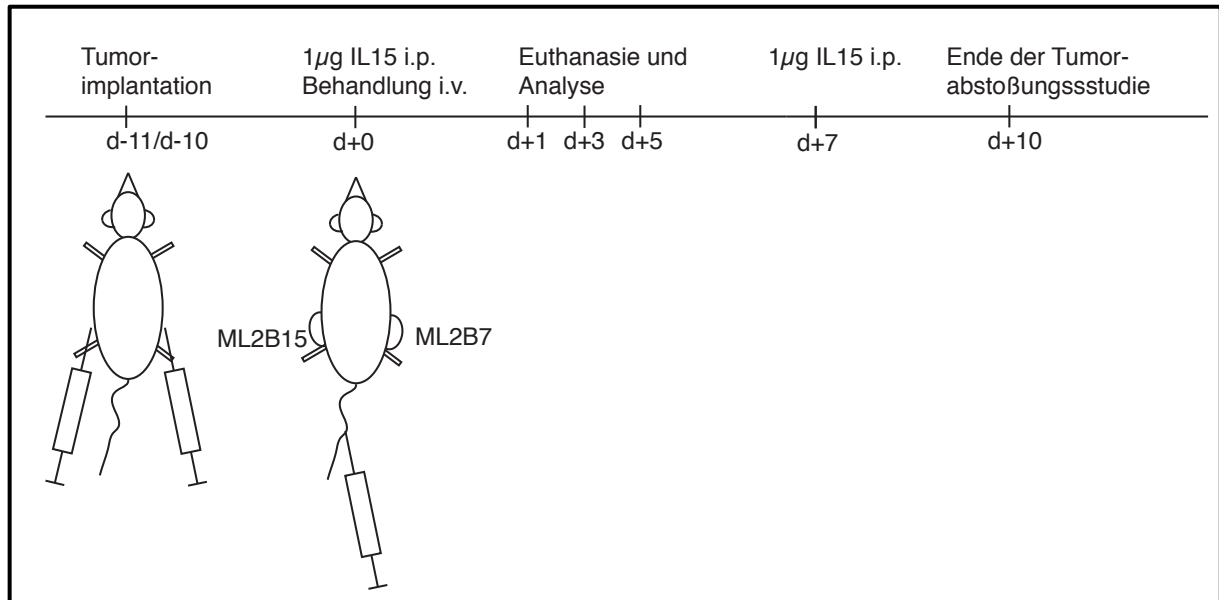 Tumor-
implantation
1µg IL15 i.p.
Behandlung i.v.
Euthanasie und
Analyse
1µg IL15 i.p.
Ende der Tumor-
abstoßungssstudie
d-11/d-10
d+0
d+1
d+3
d+5
d+7
d+10
ML2B15
ML2B7